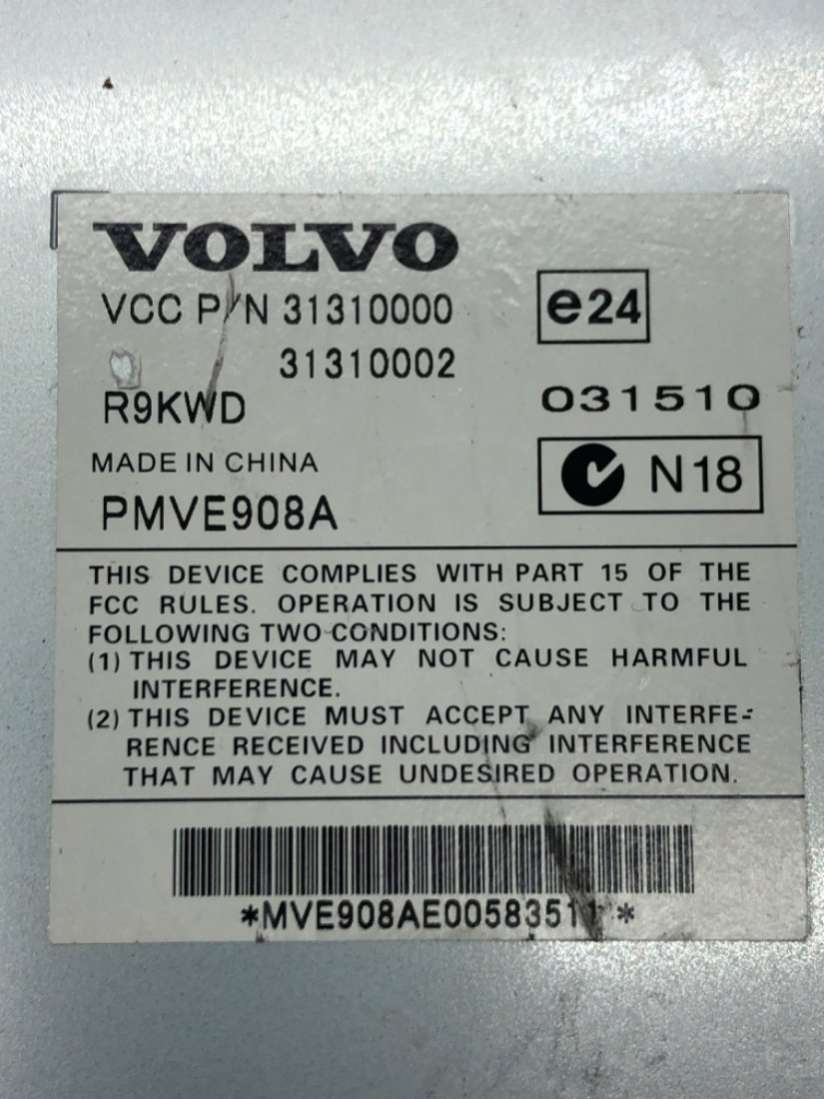 VOLVO
VCC P/N 31310000
31310002
e24
R9KWD
031510
MADE IN CHINA
N18
PMVE908A
THIS DEVICE COMPLIES WITH PART 15 OF THE
FCC RULES. OPERATION IS SUBJECT TO THE
FOLLOWING TWO CONDITIONS:
(1) THIS DEVICE MAY NOT CAUSE HARMFUL
INTERFERENCE.
(2) THIS DEVICE MUST ACCEPT ANY INTERFE-
RENCE RECEIVED INCLUDING INTERFERENCE
THAT MAY CAUSE UNDESIRED OPERATION.
*MVE908AE00583511*